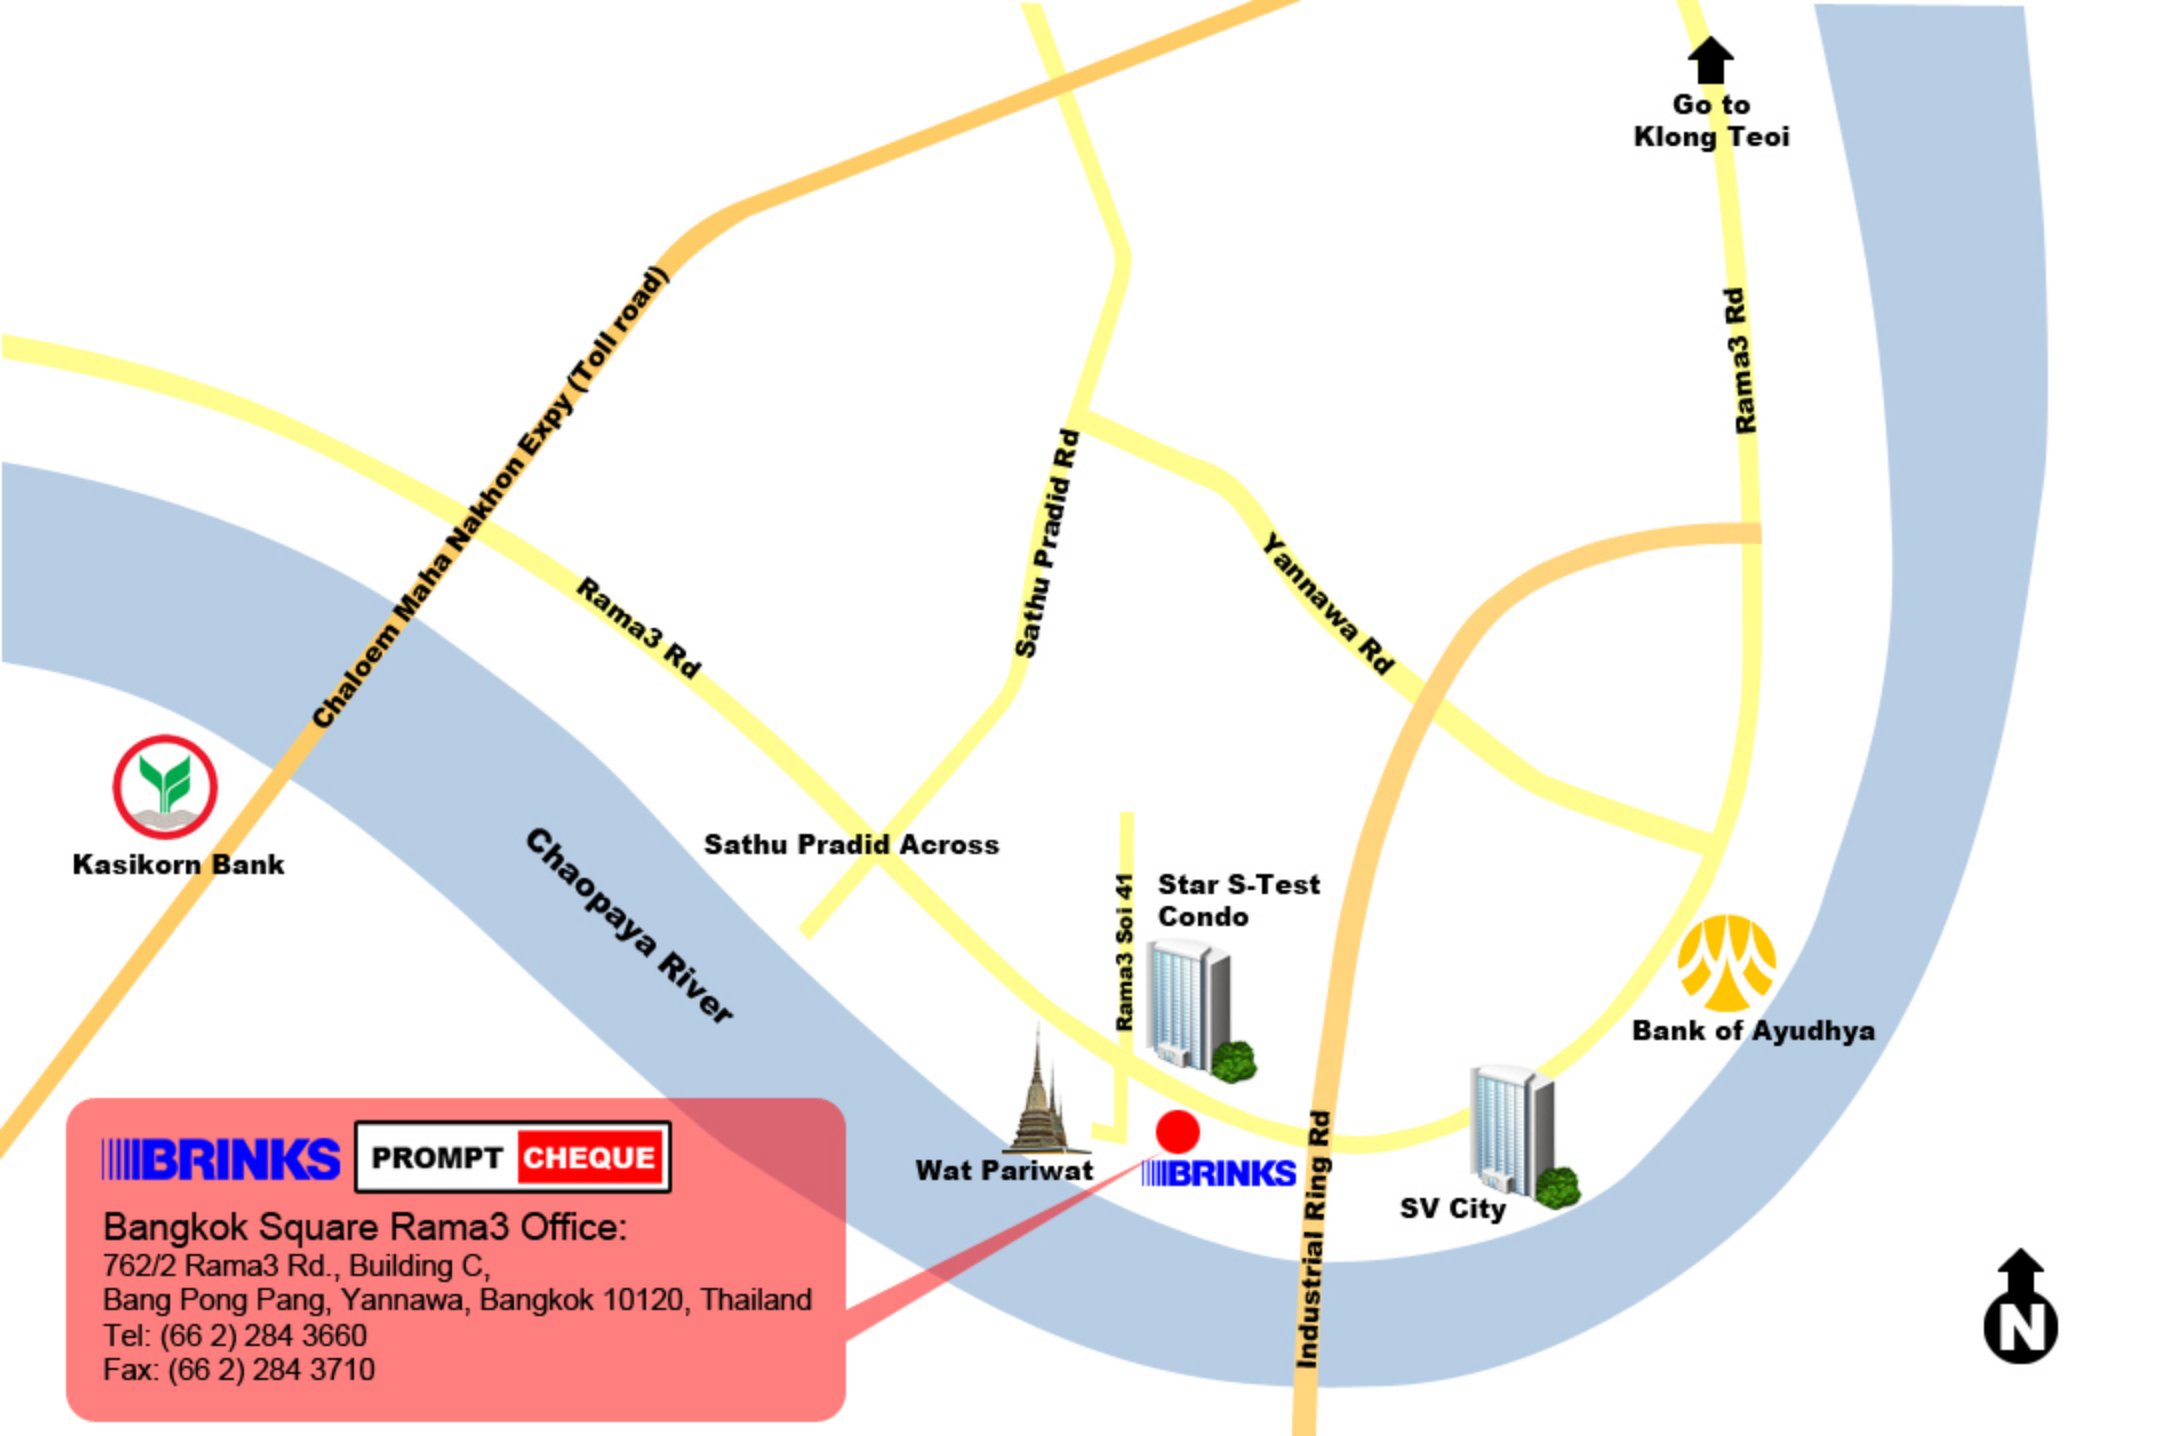 Go to
Klong Teoi
Rama3 Rd
Chaloem Maha Nakhon Expy (Toll road)
Sathu Pradid Rd
Yannawa Rd
Rama3 Rd
Kasikorn Bank
Chaopaya River
Sathu Pradid Across
Rama3 Soi 41
Star S-Test
Condo
Bank of Ayudhya
Wat Pariwat
BRINKS
Industrial Ring Rd
SV City
BRINKS PROMPT CHEQUE
Bangkok Square Rama3 Office:
762/2 Rama3 Rd., Building C,
Bang Pong Pang, Yannawa, Bangkok 10120, Thailand
Tel: (66 2) 284 3660
Fax: (66 2) 284 3710
N